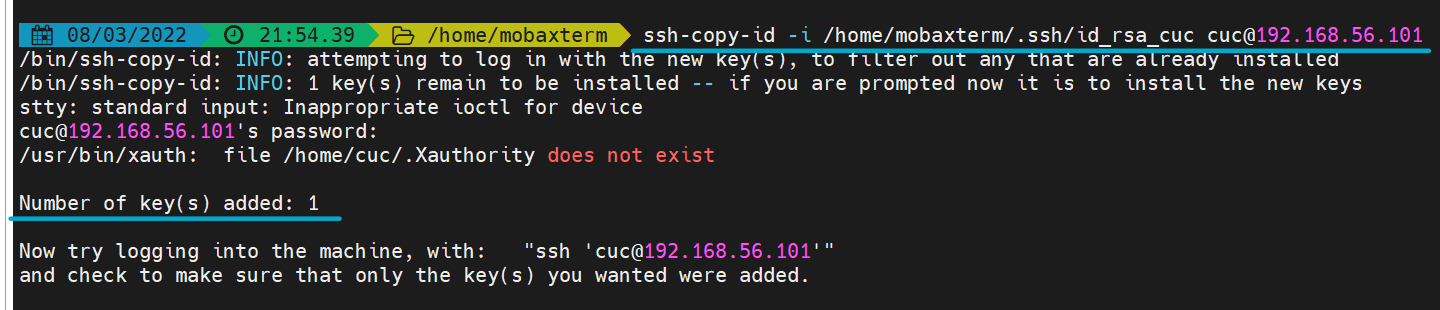 08/03/2022 21:54.39 /home/mobaxterm ssh-copy-id -i /home/mobaxterm/.ssh/id_rsa_cuc cuc@192.168.56.101
/bin/ssh-copy-id: INFO: attempting to log in with the new key(s), to filter out any that are already installed
/bin/ssh-copy-id: INFO: 1 key(s) remain to be installed -- if you are prompted now it is to install the new keys
stty: standard input: Inappropriate ioctl for device
cuc@192.168.56.101's password:
/usr/bin/xauth:  file /home/cuc/.Xauthority does not exist
Number of key(s) added: 1
Now try logging into the machine, with:   "ssh 'cuc@192.168.56.101'"
and check to make sure that only the key(s) you wanted were added.